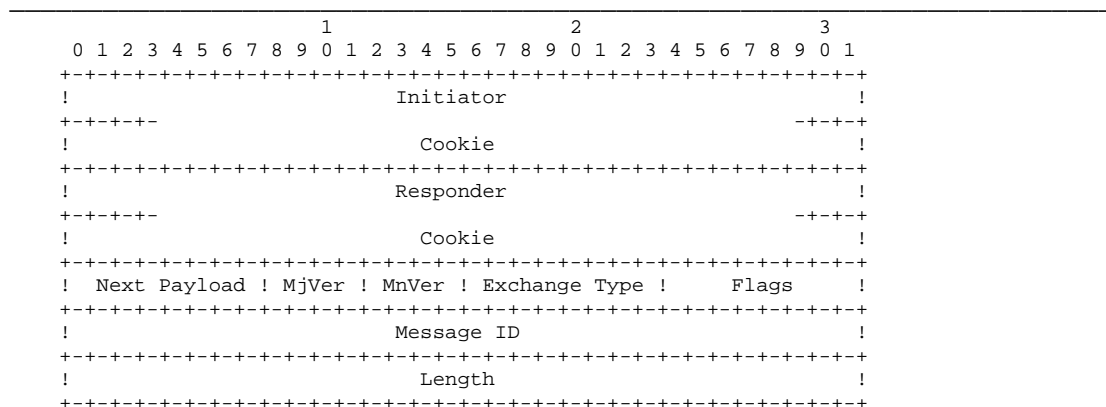 1                   2                   3
 0 1 2 3 4 5 6 7 8 9 0 1 2 3 4 5 6 7 8 9 0 1 2 3 4 5 6 7 8 9 0 1
+-+-+-+-+-+-+-+-+-+-+-+-+-+-+-+-+-+-+-+-+-+-+-+-+-+-+-+-+-+-+-+-+
!                           Initiator                           !
+-+-+-+-                                                   -+-+-+
!                            Cookie                             !
+-+-+-+-+-+-+-+-+-+-+-+-+-+-+-+-+-+-+-+-+-+-+-+-+-+-+-+-+-+-+-+-+
!                           Responder                           !
+-+-+-+-                                                   -+-+-+
!                            Cookie                             !
+-+-+-+-+-+-+-+-+-+-+-+-+-+-+-+-+-+-+-+-+-+-+-+-+-+-+-+-+-+-+-+-+
!  Next Payload ! MjVer ! MnVer ! Exchange Type !     Flags     !
+-+-+-+-+-+-+-+-+-+-+-+-+-+-+-+-+-+-+-+-+-+-+-+-+-+-+-+-+-+-+-+-+
!                          Message ID                           !
+-+-+-+-+-+-+-+-+-+-+-+-+-+-+-+-+-+-+-+-+-+-+-+-+-+-+-+-+-+-+-+-+
!                            Length                             !
+-+-+-+-+-+-+-+-+-+-+-+-+-+-+-+-+-+-+-+-+-+-+-+-+-+-+-+-+-+-+-+-+